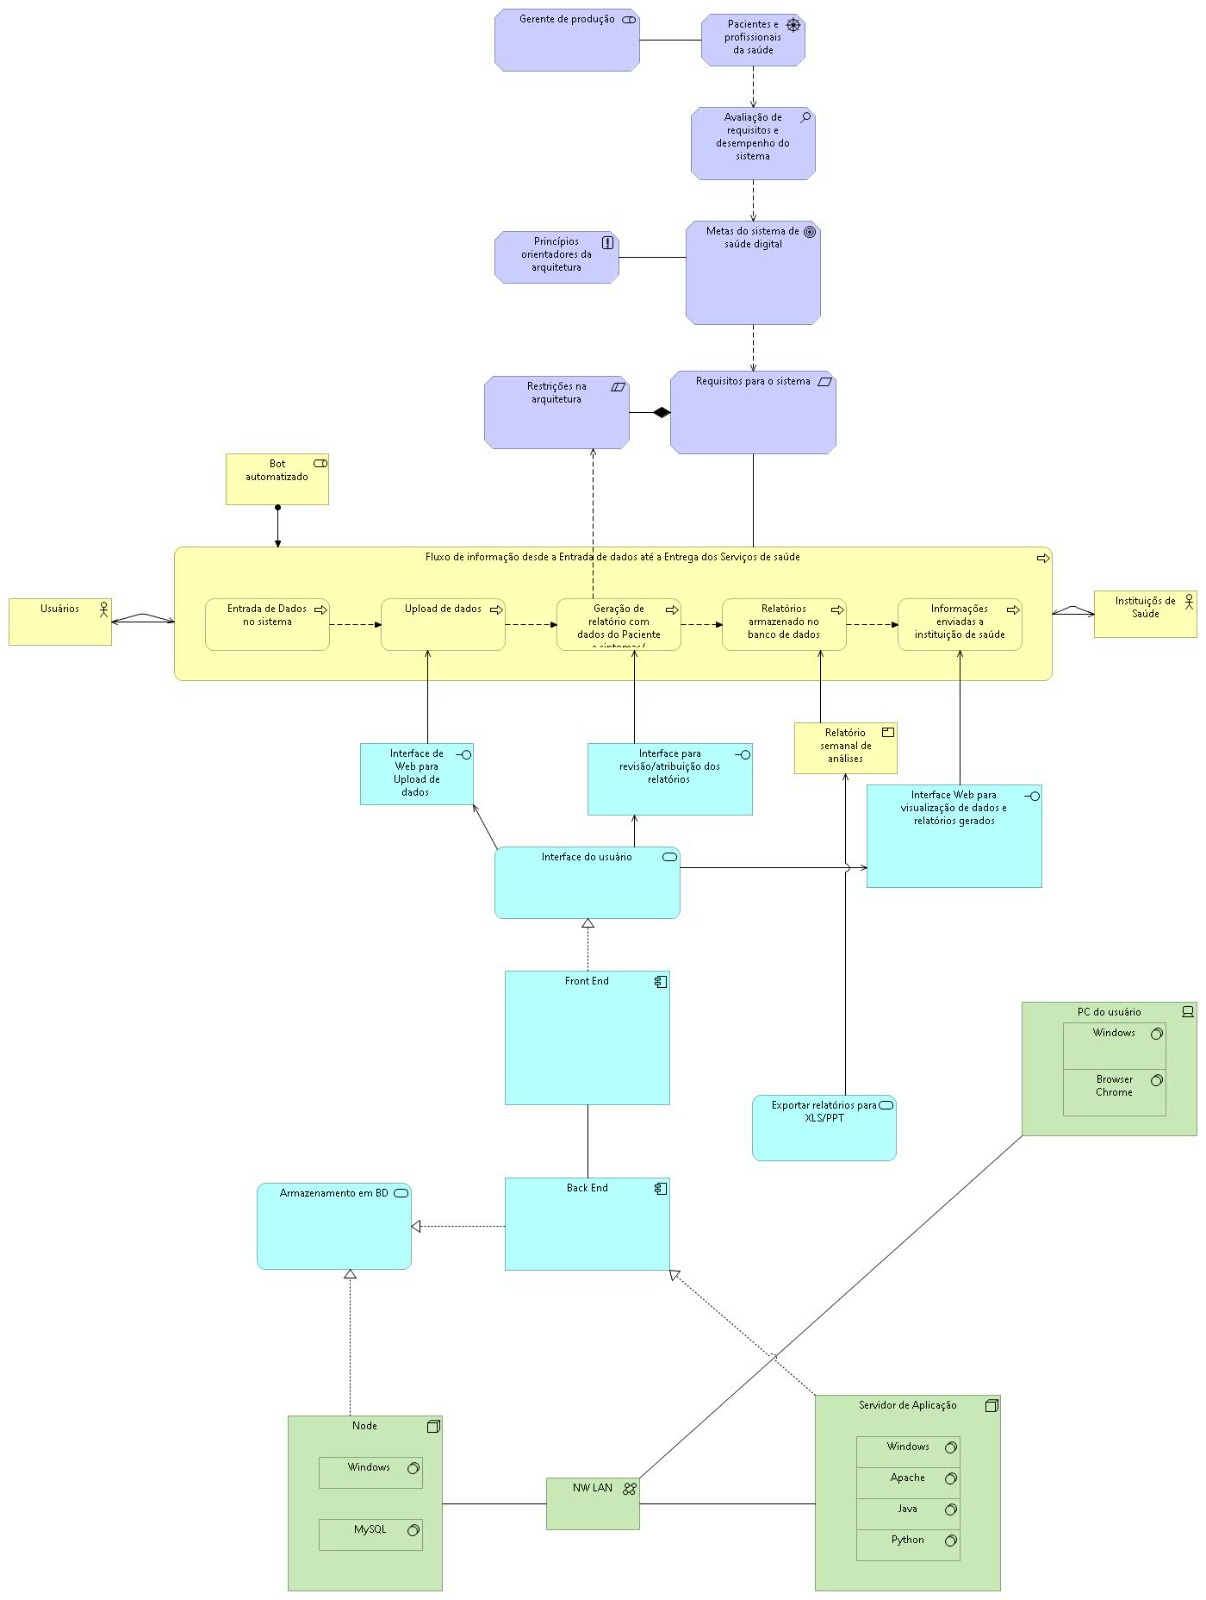 Gerente de produção
Pacientes e
profissionais
da saúde
Avaliação de
requisitos e
desempenho do
sistema
Metas do sistema de
saúde digital
Princípios
orientadores da
arquitetura
Restrições na
arquitetura
Requisitos para o sistema
Bot
automatizado
Fluxo de informação desde a Entrada de dados até a Entrega dos Serviços de saúde
Usuários
Entrada de Dados
no sistema
Upload de dados
Geração de
relatório com
dados do Paciente
e sintomas/
Relatórios
armazenado no
banco de dados
Informações
enviadas a
instituição de saúde
Instituiçõs de
Saúde
Interface de
Web para
Upload de
dados
Interface para
revisão/atribuição dos
relatórios
Relatório
semanal de
análises
Interface Web para
visualização de dados e
relatórios gerados
Interface do usuário
Front End
PC do usuário
Windows
Browser
Chrome
Exportar relatórios para
XLS/PPT
Armazenamento em BD
Back End
Node
Windows
MySQL
NW LAN
Servidor de Aplicação
Windows
Apache
Java
Python